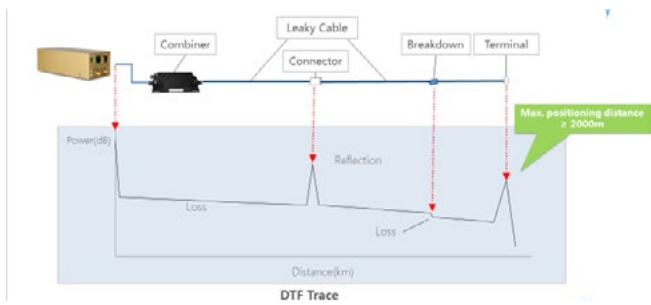 Combiner
Leaky Cable
Connector
Breakdown
Terminal
Max. positioning distance
≥ 2000m
Power(dB)
Reflection
Loss
Loss
Distance(km)
DTF Trace